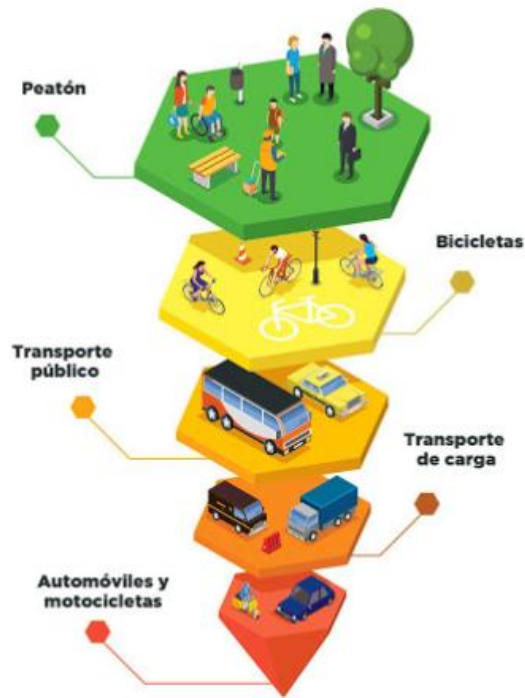 Peatón
Bicicletas
Transporte
público
Transporte
de carga
Automóviles y
motocicletas